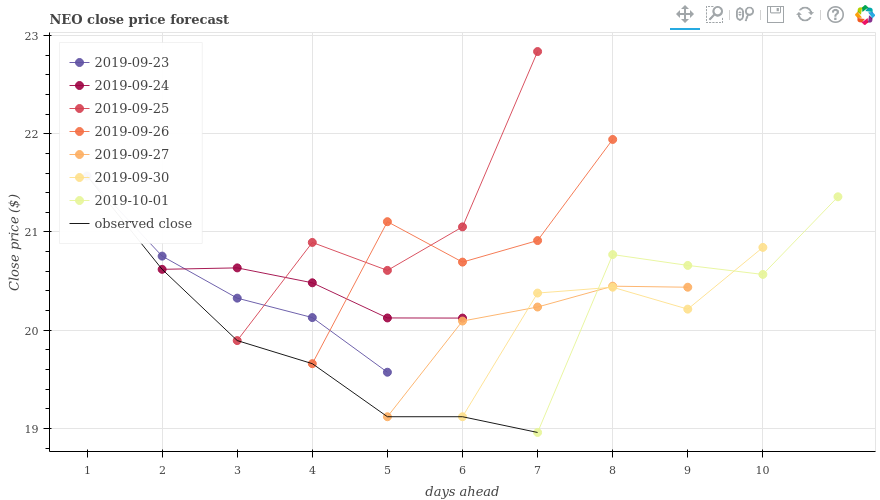 NEO close price forecast
23
22
21
20
19
Close price ($)
2019-09-23
2019-09-24
2019-09-25
2019-09-26
2019-09-27
2019-09-30
2019-10-01
observed close
1 2 3 4 5 6 7 8 9 10
days ahead